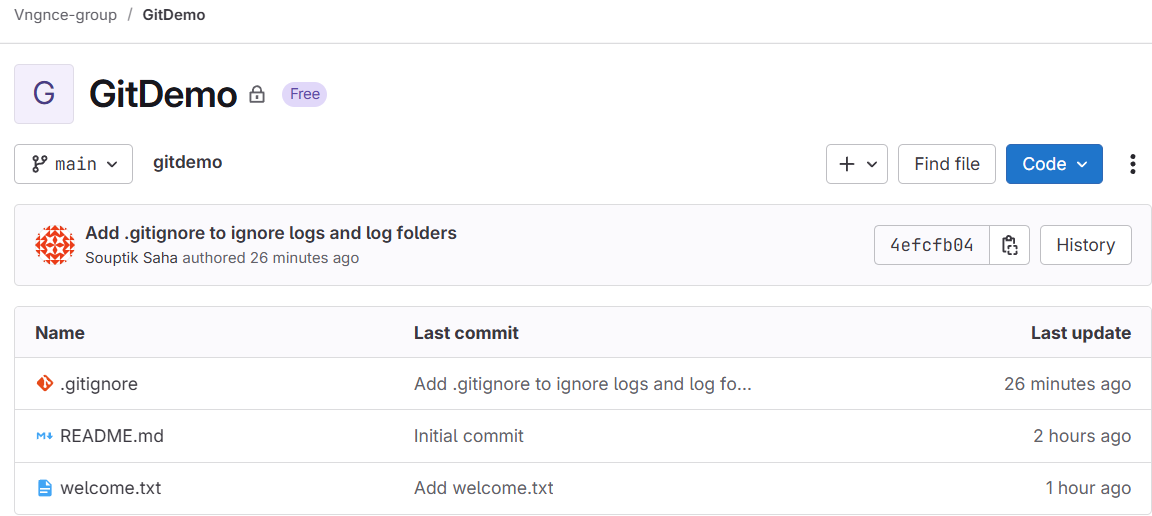 Vngnce-group / GitDemo
G GitDemo Free
main gitdemo + Find file Code
Add .gitignore to ignore logs and log folders
Souptik Saha authored 26 minutes ago
4efcfb04 History
Name Last commit Last update
.gitignore Add .gitignore to ignore logs and log fo... 26 minutes ago
README.md Initial commit 2 hours ago
welcome.txt Add welcome.txt 1 hour ago